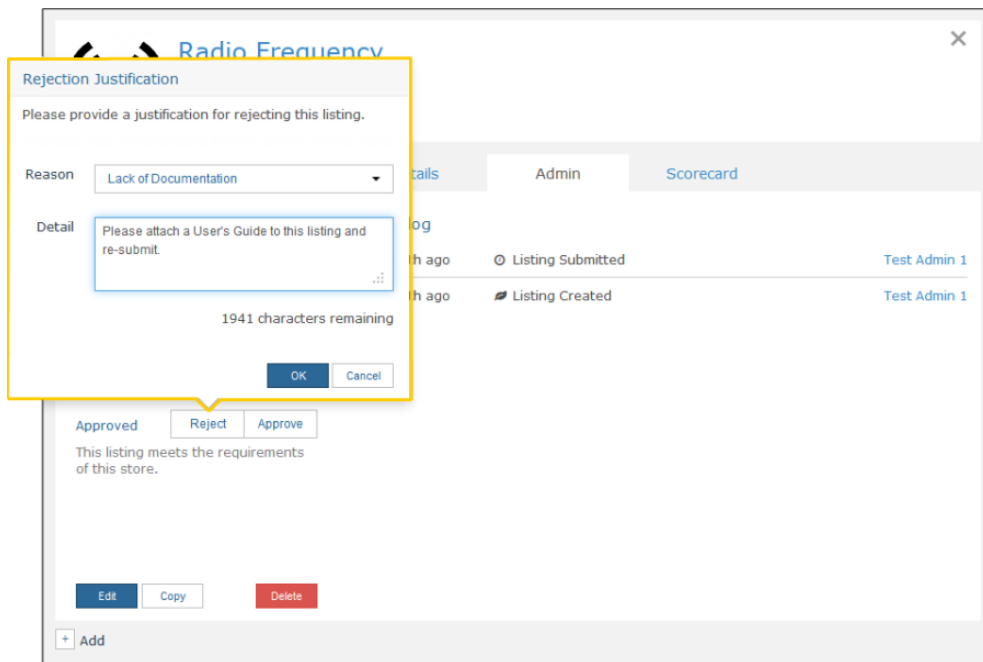 Radio Frequency
Rejection Justification
Please provide a justification for rejecting this listing.
Reason
Lack of Documentation
Detail
Please attach a User's Guide to this listing and
re-submit.
1941 characters remaining
OK Cancel
Admin Scorecard
ago Listing Submitted Test Admin 1
ago Listing Created Test Admin 1
Approved Reject Approve
This listing meets the requirements
of this store.
Edit Copy Delete
+ Add